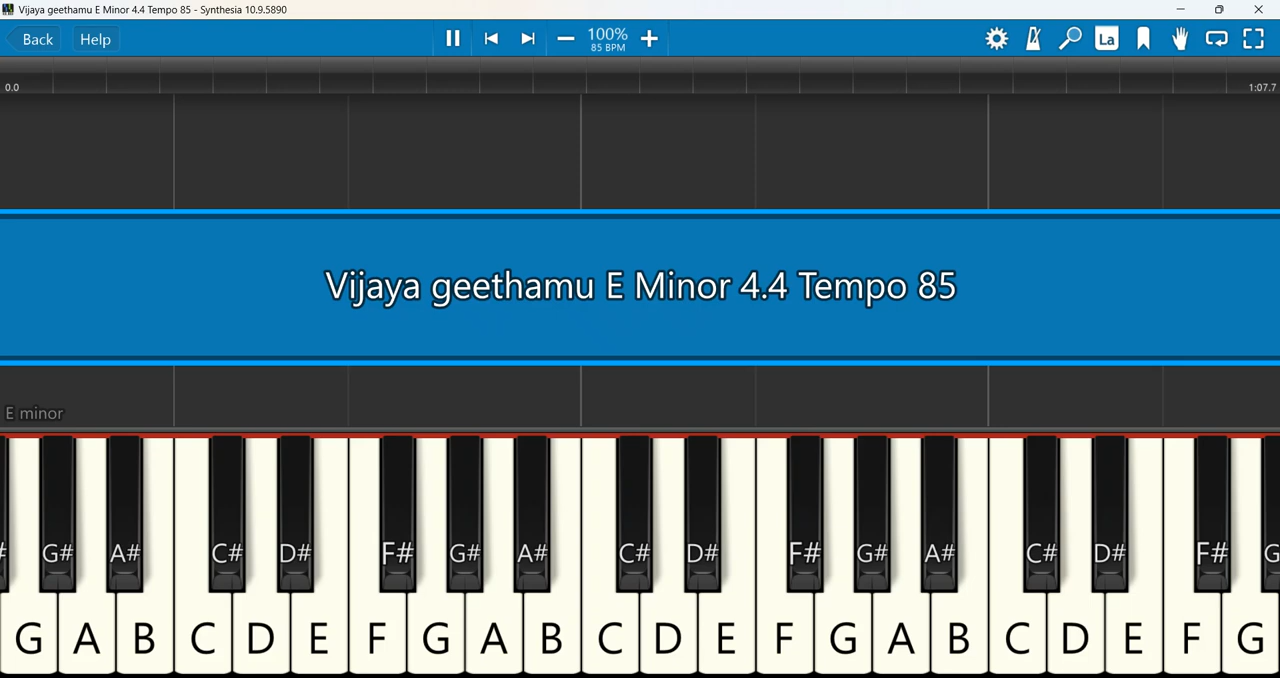 Vijaya geethamu E Minor 4.4 Tempo 85 - Synthesia 10.9.5890
Back Help 100% La
85 BPM
0.0 1:07.7
Vijaya geethamu E Minor 4.4 Tempo 85
E minor
# G# A# C# D# F# G# A# C# D# F# G# A# C# D# F# G
G A B C D E F G A B C D E F G A B C D E F G